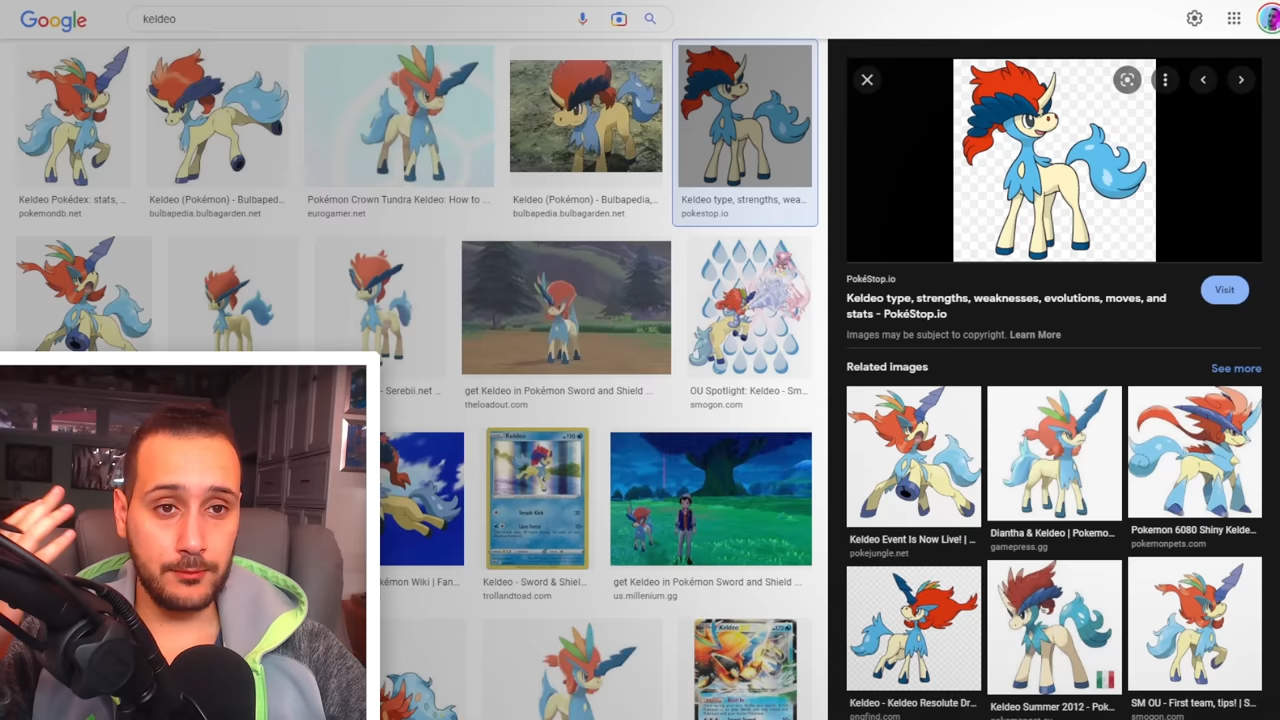 Google
keldeo
Keldeo Pokédex: stats, ...
pokemondb.net
Keldeo (Pokémon) - Bulbaped...
bulbapedia.bulbagarden.net
Pokémon Crown Tundra Keldeo: How to ...
eurogamer.net
Keldeo (Pokémon) - Bulbapedia,...
bulbapedia.bulbagarden.net
Keldeo type, strengths, wea...
pokestop.io
- Serebii.net ...
get Keldeo in Pokémon Sword and Shield ...
theloadout.com
OU Spotlight: Keldeo - Sm...
smogon.com
Keldeo
110
kémon Wiki | Fan...
Keldeo - Sword & Shiel...
trollandtoad.com
get Keldeo in Pokémon Sword and Shield ...
us.millenium.gg
Keldeo
PokéStop.io
Keldeo type, strengths, weaknesses, evolutions, moves, and
stats - PokéStop.io
Visit
Images may be subject to copyright. Learn More
Related images
See more
Keldeo Event Is Now Live! | ...
pokejungle.net
Diantha & Keldeo | Pokemo...
gamepress.gg
Pokemon 6080 Shiny Kelde...
pokemonpets.com
Keldeo - Keldeo Resolute Dr...
pngfind.com
Keldeo Summer 2012 - Pok...
SM OU - First team, tips! | S...
smogon.com